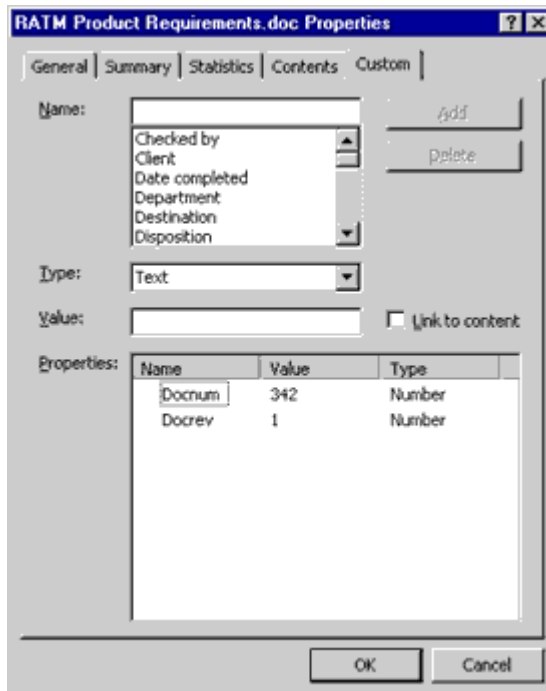 RATM Product Requirements.doc Properties
General Summary Statistics Contents Custom
Name:
Add
Checked by
Client
Date completed
Department
Destination
Disposition
Delete
Type:
Text
Value:
Link to content
Properties:
Name Value Type
Docnum 342 Number
Docrev 1 Number
OK Cancel